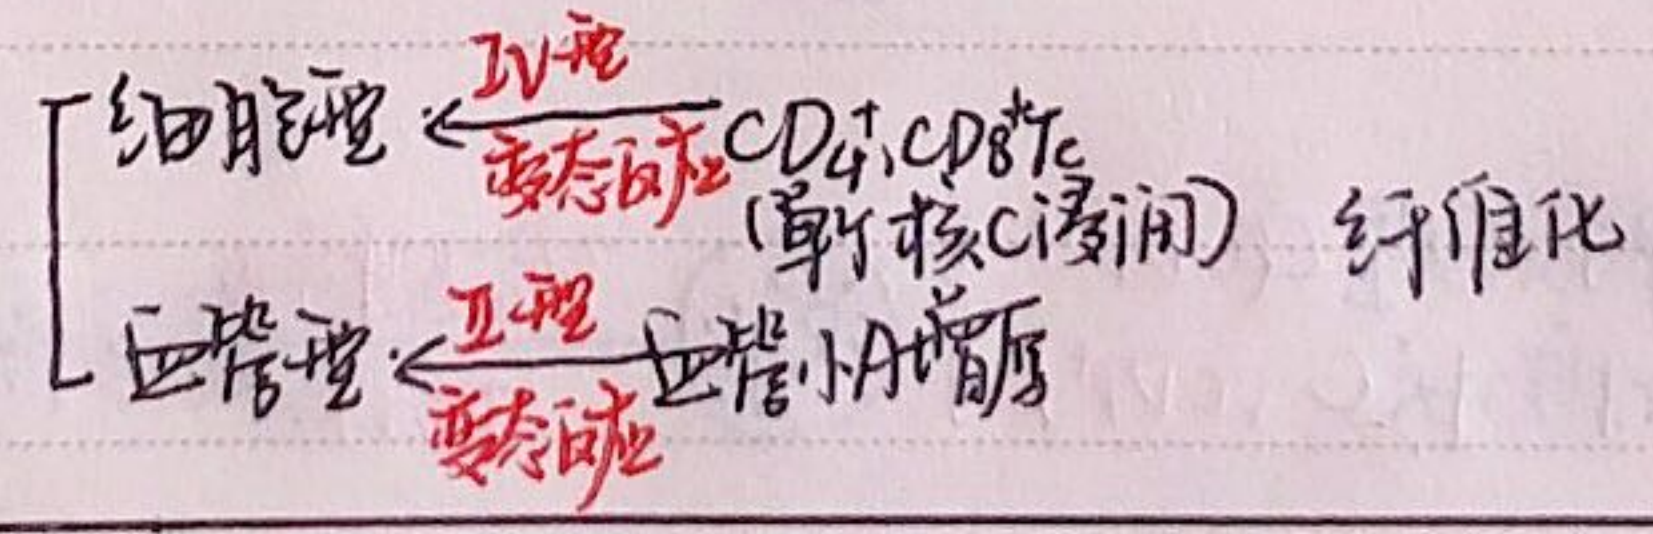 IV型
细胞型 ← CD4⁺、CD8⁺Tc
变态反应
(单个核C浸润) 纤维化
II型
血管型 ← 血管小A增厚
变态反应